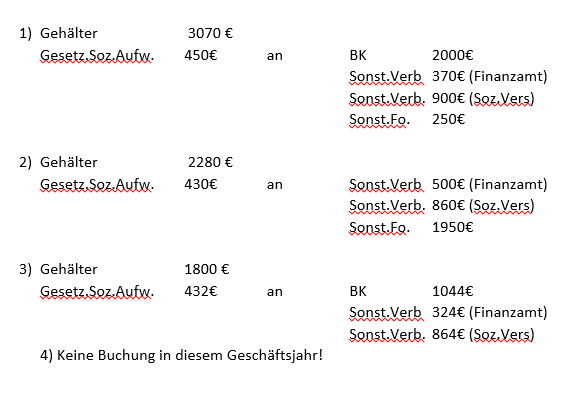 1) Gehälter 3070 €
Gesetz.Soz.Aufw. 450€ an BK 2000€
Sonst.Verb 370€ (Finanzamt)
Sonst.Verb. 900€ (Soz.Vers)
Sonst.Fo. 250€
2) Gehälter 2280 €
Gesetz.Soz.Aufw. 430€ an Sonst.Verb 500€ (Finanzamt)
Sonst.Verb. 860€ (Soz.Vers)
Sonst.Fo. 1950€
3) Gehälter 1800 €
Gesetz.Soz.Aufw. 432€ an BK 1044€
Sonst.Verb 324€ (Finanzamt)
Sonst.Verb. 864€ (Soz.Vers)
4) Keine Buchung in diesem Geschäftsjahr!